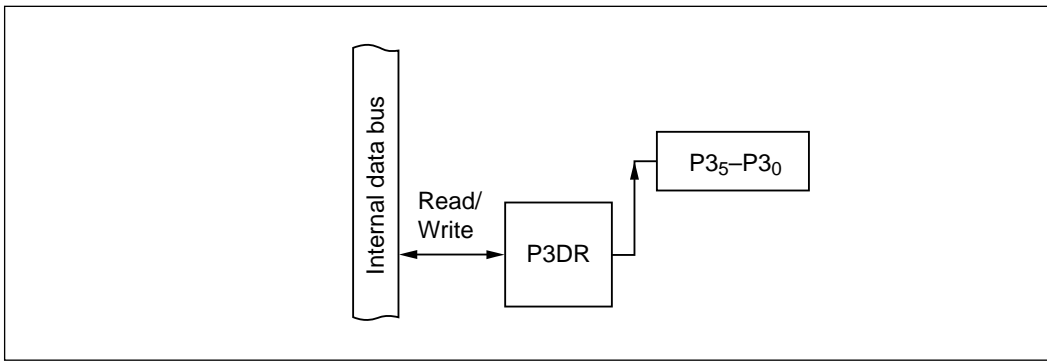 Internal data bus
Read/
Write
P3DR
P3₅–P3₀